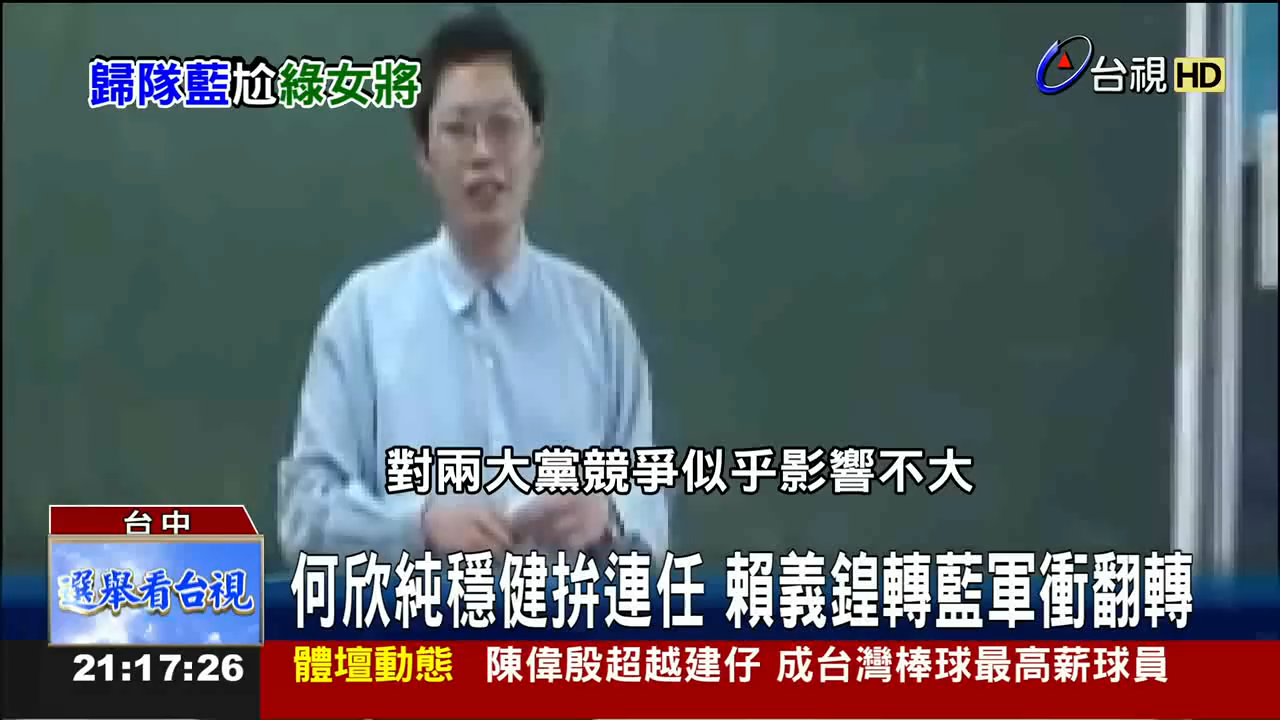 歸隊藍尬綠女將
台視HD
對兩大黨競爭似乎影響不大
台中
選舉看台視
何欣純穩健拚連任 賴義鍠轉藍軍衝翻轉
21:17:26
體壇動態 陳偉殷超越建仔 成台灣棒球最高薪球員